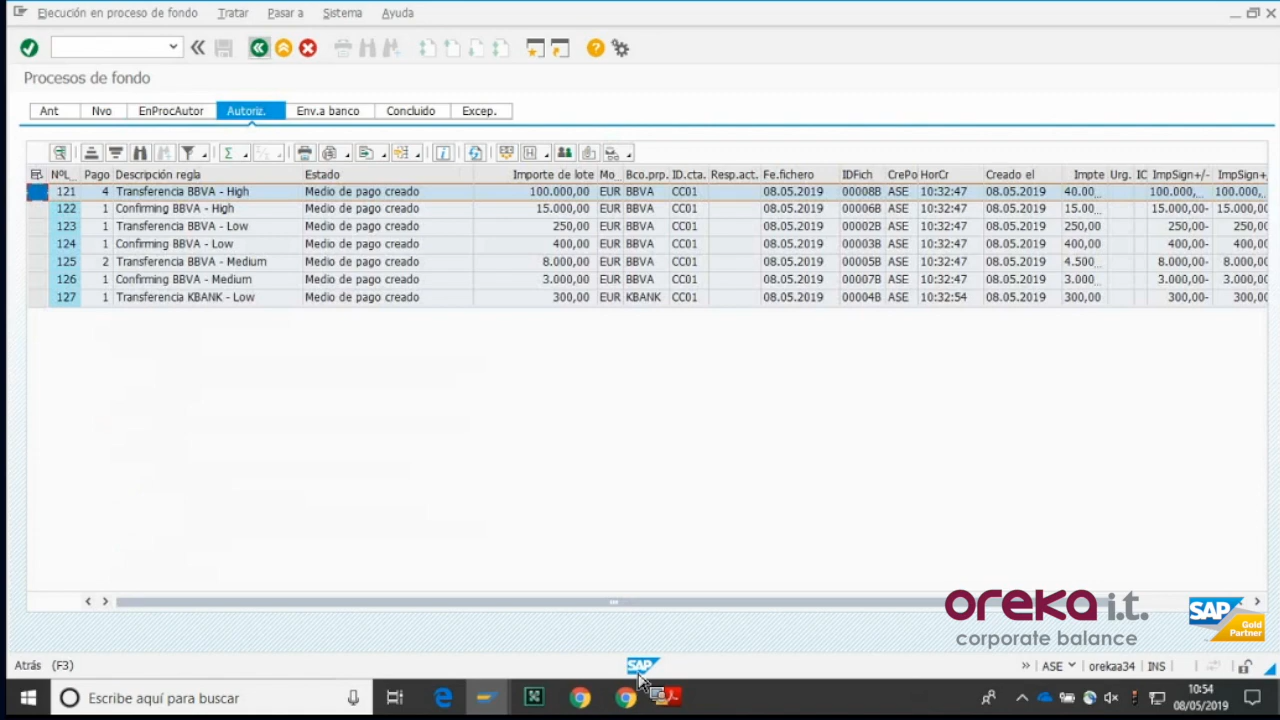 Ejecución en proceso de fondo Tratar Pasar a Sistema Ayuda
Procesos de fondo
Ant Nvo EnProcAutor Autoriz. Env.a banco Concluido Excep.
NºL_ Pago Descripción regla Estado Importe de lote Mo_ Bco.prp. ID.cta. Resp.act. Fe.fichero IDFich CrePo HorCr Creado el Impte Urg. IC ImpSign+/- ImpSign+
121 4 Transferencia BBVA - High Medio de pago creado 100.000,00 EUR BBVA CC01 08.05.2019 00008B ASE 10:32:47 08.05.2019 40.00_ 100.000,_ 100.000,
122 1 Confirming BBVA - High Medio de pago creado 15.000,00 EUR BBVA CC01 08.05.2019 00006B ASE 10:32:47 08.05.2019 15.00_ 15.000,00- 15.000,00
123 1 Transferencia BBVA - Low Medio de pago creado 250,00 EUR BBVA CC01 08.05.2019 00002B ASE 10:32:47 08.05.2019 250,00 250,00- 250,00
124 1 Confirming BBVA - Low Medio de pago creado 400,00 EUR BBVA CC01 08.05.2019 00003B ASE 10:32:47 08.05.2019 400,00 400,00- 400,00
125 2 Transferencia BBVA - Medium Medio de pago creado 8.000,00 EUR BBVA CC01 08.05.2019 00005B ASE 10:32:47 08.05.2019 4.500_ 8.000,00- 8.000,00
126 1 Confirming BBVA - Medium Medio de pago creado 3.000,00 EUR BBVA CC01 08.05.2019 00007B ASE 10:32:47 08.05.2019 3.000_ 3.000,00- 3.000,00
127 1 Transferencia KBANK - Low Medio de pago creado 300,00 EUR KBANK CC01 08.05.2019 00004B ASE 10:32:54 08.05.2019 300,00 300,00- 300,00
oreka i.t.
corporate balance
SAP Gold Partner
Atrás (F3) SAP » ASE orekaa34 INS
Escribe aquí para buscar
10:54
08/05/2019